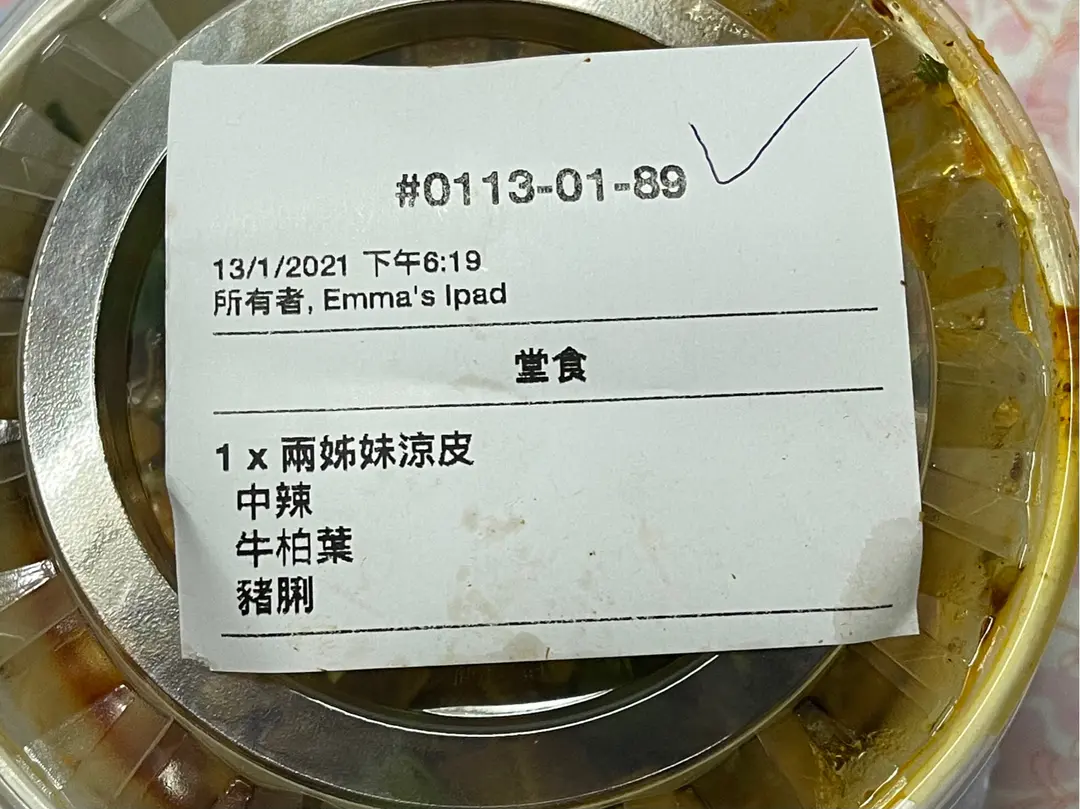 #0113-01-89
13/1/2021 下午6:19
所有者, Emma's Ipad
堂食
1 x 兩姊妹涼皮
中辣
牛柏葉
豬脷